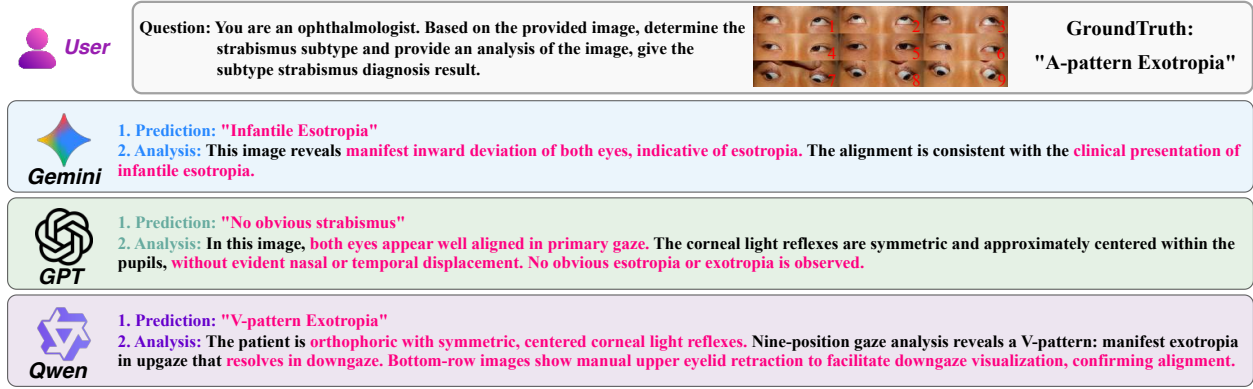 User
Question: You are an ophthalmologist. Based on the provided image, determine the
strabismus subtype and provide an analysis of the image, give the
subtype strabismus diagnosis result.
1 2 3
4 5 6
8 9
GroundTruth:
"A-pattern Exotropia"
Gemini
1. Prediction: "Infantile Esotropia"
2. Analysis: This image reveals manifest inward deviation of both eyes, indicative of esotropia. The alignment is consistent with the clinical presentation of
infantile esotropia.
GPT
1. Prediction: "No obvious strabismus"
2. Analysis: In this image, both eyes appear well aligned in primary gaze. The corneal light reflexes are symmetric and approximately centered within the
pupils, without evident nasal or temporal displacement. No obvious esotropia or exotropia is observed.
Qwen
1. Prediction: "V-pattern Exotropia"
2. Analysis: The patient is orthophoric with symmetric, centered corneal light reflexes. Nine-position gaze analysis reveals a V-pattern: manifest exotropia
in upgaze that resolves in downgaze. Bottom-row images show manual upper eyelid retraction to facilitate downgaze visualization, confirming alignment.